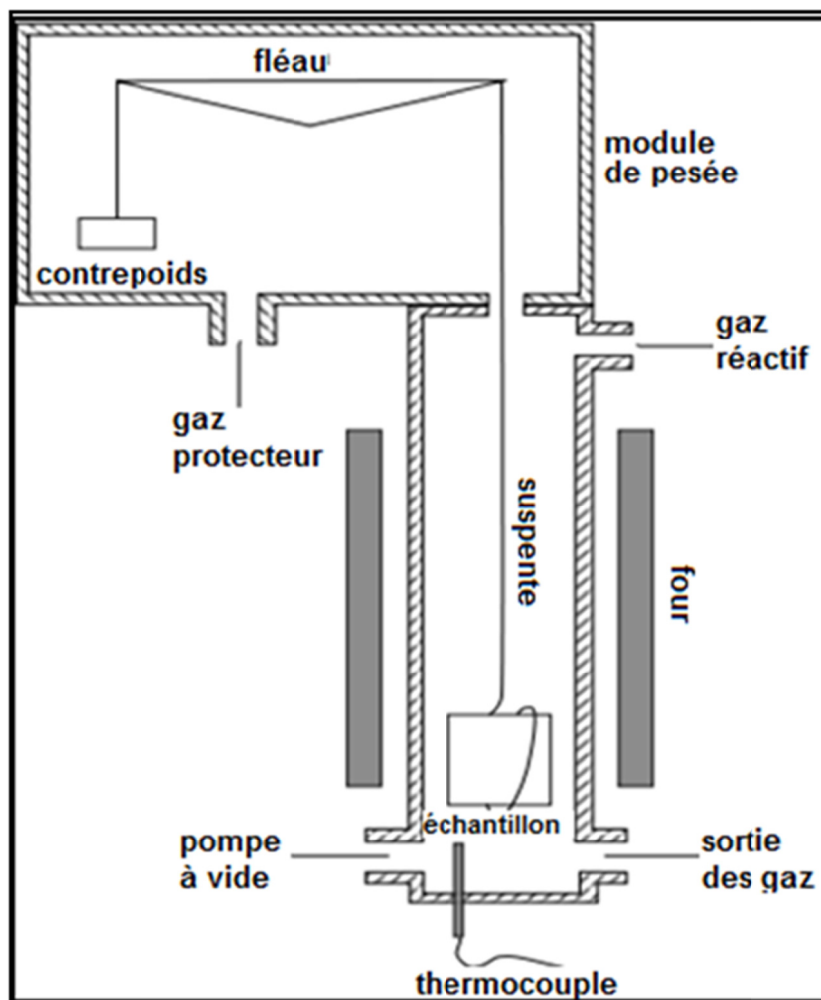 fléau
module
de pesée
contrepoids
gaz
réactif
gaz
protecteur
suspente
four
échantillon
pompe
à vide
sortie
des gaz
thermocouple